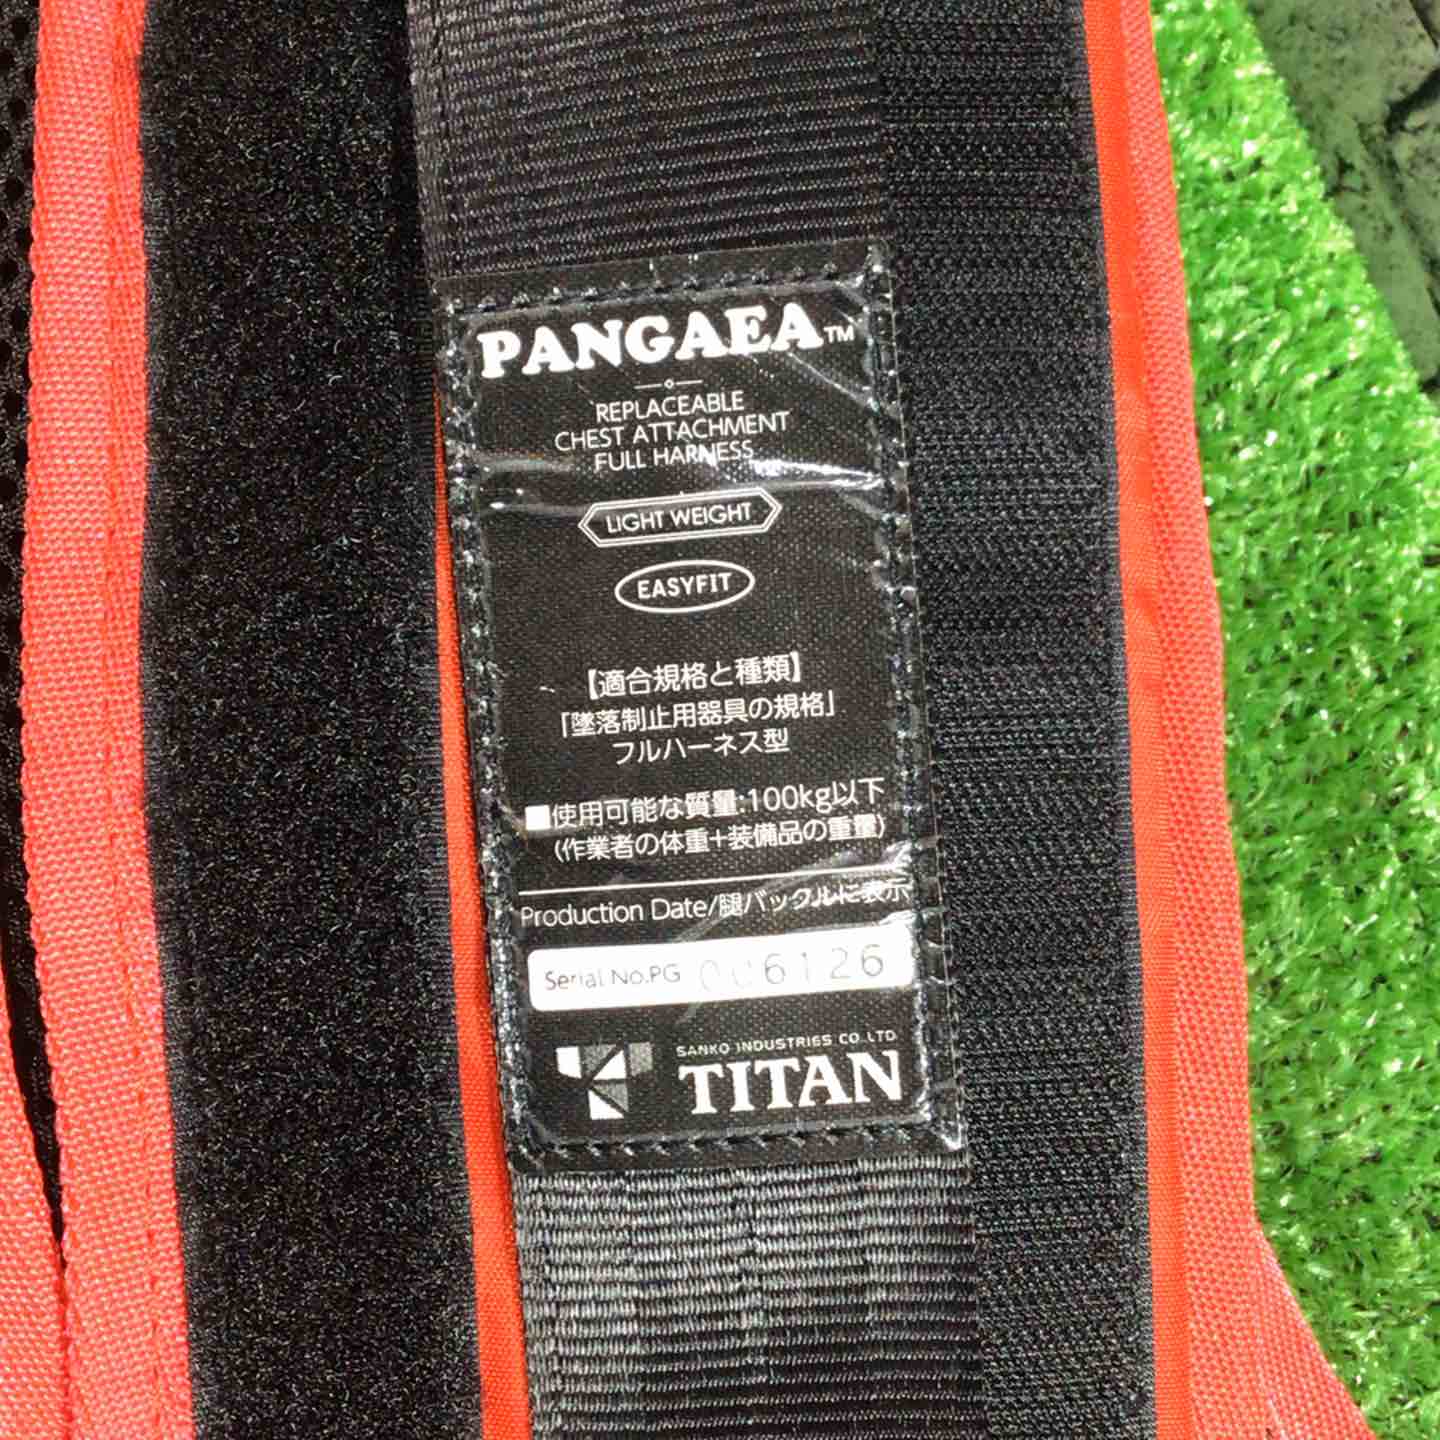 PANGAEA™
REPLACEABLE
CHEST ATTACHMENT
FULL HARNESS
LIGHT WEIGHT
EASYFIT
【適合規格と種類】
「墜落制止用器具の規格」
フルハーネス型
■使用可能な質量:100kg以下
(作業者の体重+装備品の重量)
Production Date/腿バックルに表示
Serial No.PG 006126
SANKO INDUSTRIES CO.LTD.
TITAN